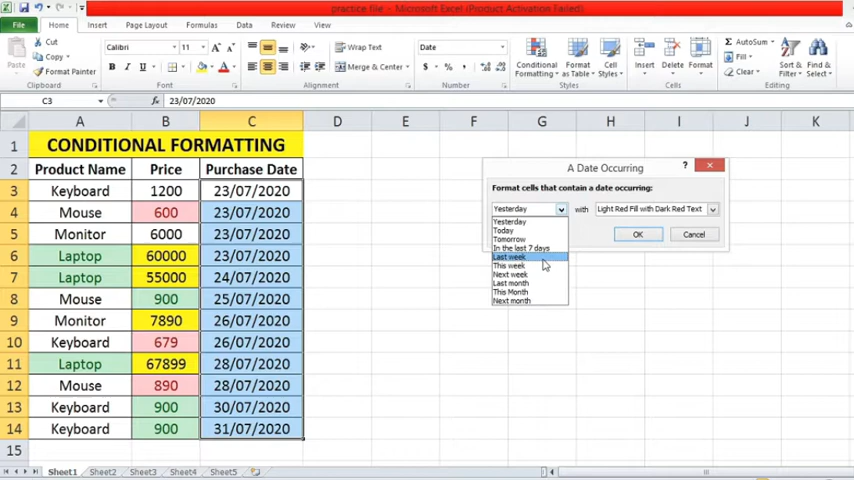 practice file - Microsoft Excel (Product Activation Failed)
File Home Insert Page Layout Formulas Data Review View
Cut
Copy
Format Painter
Paste
Clipboard
Calibri 11
B I U
Font
Wrap Text
Merge & Center
Alignment
Date
$ % ,
Number
Conditional Formatting
Format as Table
Cell Styles
Styles
Insert Delete Format
Cells
AutoSum
Fill
Clear
Sort & Filter
Find & Select
Editing
C3 fx 23/07/2020
A B C D E F G H I J K
1 CONDITIONAL FORMATTING
2 Product Name Price Purchase Date
3 Keyboard 1200 23/07/2020
4 Mouse 600 23/07/2020
5 Monitor 6000 23/07/2020
6 Laptop 60000 23/07/2020
7 Laptop 55000 24/07/2020
8 Mouse 900 25/07/2020
9 Monitor 7890 26/07/2020
10 Keyboard 679 26/07/2020
11 Laptop 67899 28/07/2020
12 Mouse 890 28/07/2020
13 Keyboard 900 30/07/2020
14 Keyboard 900 31/07/2020
15
A Date Occurring
Format cells that contain a date occurring:
Yesterday with Light Red Fill with Dark Red Text
Yesterday
Today
Tomorrow
In the last 7 days
Last week
This week
Next week
Last month
This Month
Next month
OK Cancel
Sheet1 Sheet2 Sheet3 Sheet4 Sheet5